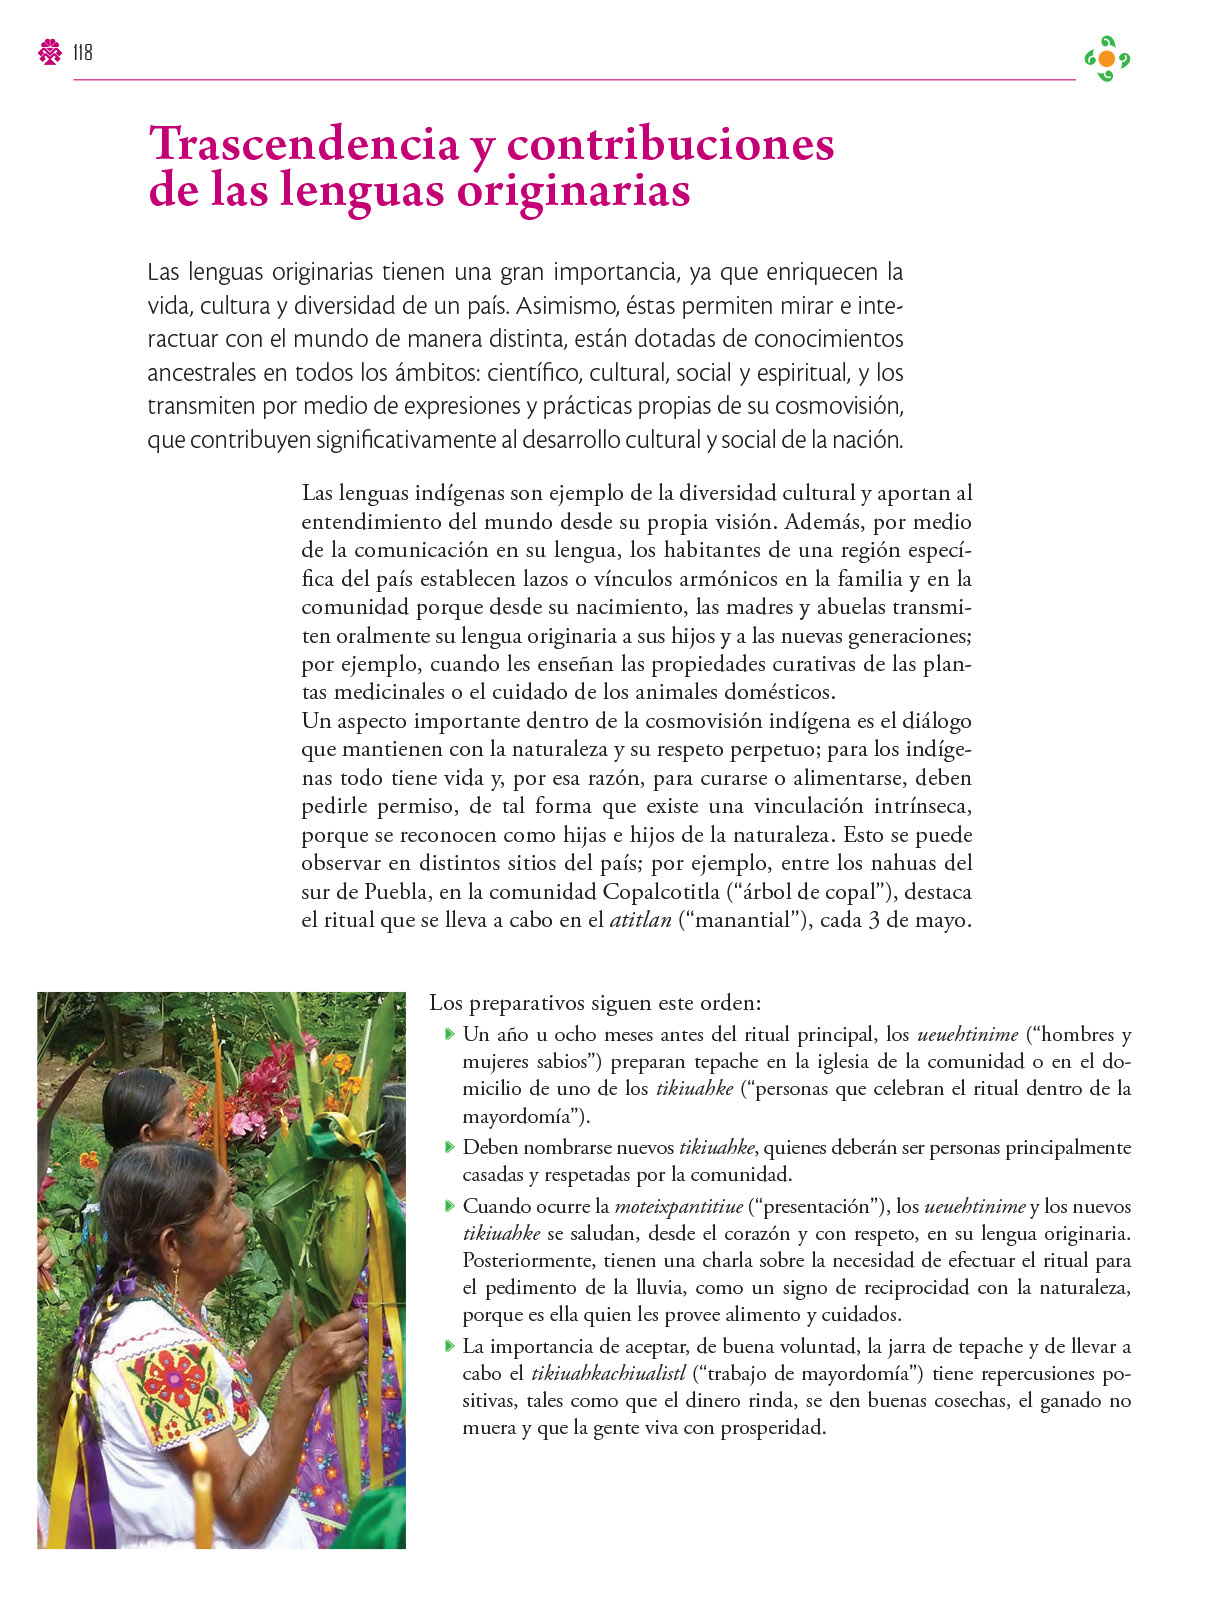 118
Trascendencia y contribuciones
de las lenguas originarias
Las lenguas originarias tienen una gran importancia, ya que enriquecen la
vida, cultura y diversidad de un país. Asimismo, éstas permiten mirar e inte-
ractuar con el mundo de manera distinta, están dotadas de conocimientos
ancestrales en todos los ámbitos: científico, cultural, social y espiritual, y los
transmiten por medio de expresiones y prácticas propias de su cosmovisión,
que contribuyen significativamente al desarrollo cultural y social de la nación.
Las lenguas indígenas son ejemplo de la diversidad cultural y aportan al
entendimiento del mundo desde su propia visión. Además, por medio
de la comunicación en su lengua, los habitantes de una región especí-
fica del país establecen lazos o vínculos armónicos en la familia y en la
comunidad porque desde su nacimiento, las madres y abuelas transmi-
ten oralmente su lengua originaria a sus hijos y a las nuevas generaciones;
por ejemplo, cuando les enseñan las propiedades curativas de las plan-
tas medicinales o el cuidado de los animales domésticos.
Un aspecto importante dentro de la cosmovisión indígena es el diálogo
que mantienen con la naturaleza y su respeto perpetuo; para los indíge-
nas todo tiene vida y, por esa razón, para curarse o alimentarse, deben
pedirle permiso, de tal forma que existe una vinculación intrínseca,
porque se reconocen como hijas e hijos de la naturaleza. Esto se puede
observar en distintos sitios del país; por ejemplo, entre los nahuas del
sur de Puebla, en la comunidad Copalcotitla (“árbol de copal”), destaca
el ritual que se lleva a cabo en el atitlan (“manantial”), cada 3 de mayo.
Los preparativos siguen este orden:
Un año u ocho meses antes del ritual principal, los ueuehtinime (“hombres y
mujeres sabios”) preparan tepache en la iglesia de la comunidad o en el do-
micilio de uno de los tikiuahke (“personas que celebran el ritual dentro de la
mayordomía”).
Deben nombrarse nuevos tikiuahke, quienes deberán ser personas principalmente
casadas y respetadas por la comunidad.
Cuando ocurre la moteixpantitiue (“presentación”), los ueuehtinime y los nuevos
tikiuahke se saludan, desde el corazón y con respeto, en su lengua originaria.
Posteriormente, tienen una charla sobre la necesidad de efectuar el ritual para
el pedimento de la lluvia, como un signo de reciprocidad con la naturaleza,
porque es ella quien les provee alimento y cuidados.
La importancia de aceptar, de buena voluntad, la jarra de tepache y de llevar a
cabo el tikiuahkachiualistl (“trabajo de mayordomía”) tiene repercusiones po-
sitivas, tales como que el dinero rinda, se den buenas cosechas, el ganado no
muera y que la gente viva con prosperidad.